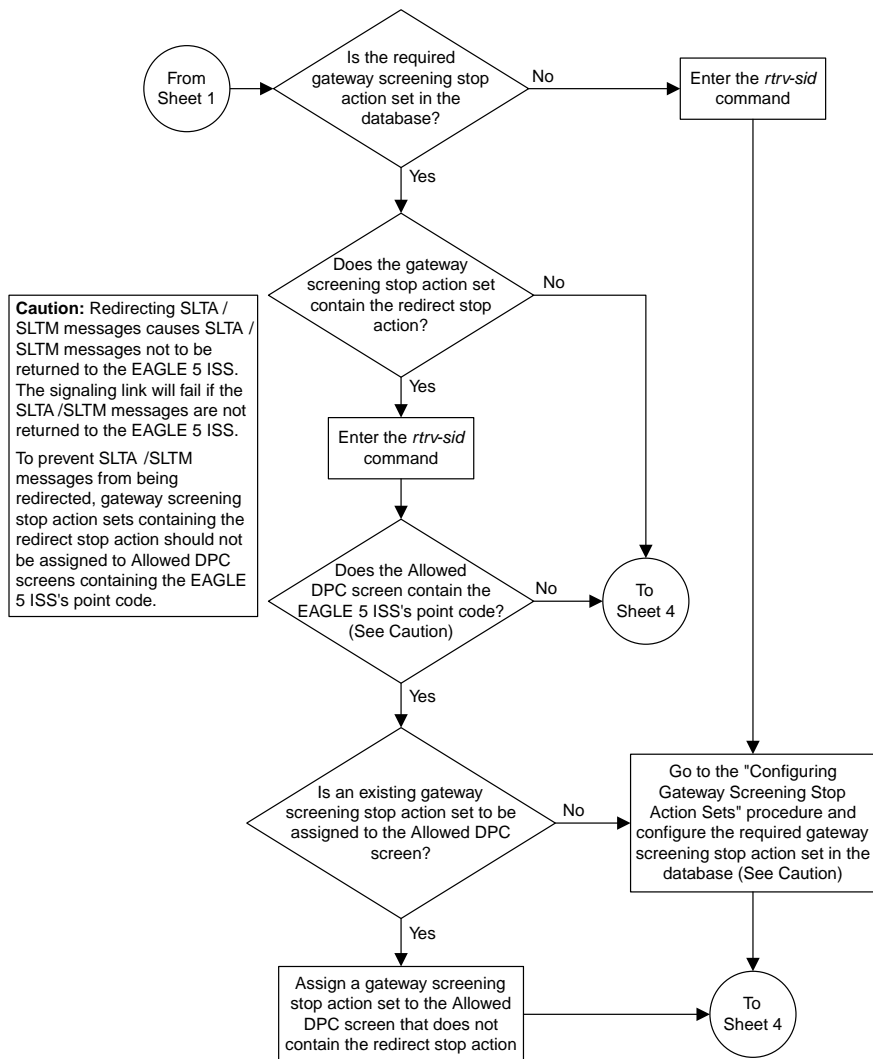 From
Sheet 1
Is the required
gateway screening stop
action set in the
database?
No
Enter the rtrv-sid
command
Yes
Does the gateway
screening stop action set
contain the redirect stop
action?
No
Caution: Redirecting SLTA /
SLTM messages causes SLTA /
SLTM messages not to be
returned to the EAGLE 5 ISS.
The signaling link will fail if the
SLTA /SLTM messages are not
returned to the EAGLE 5 ISS.
To prevent SLTA /SLTM
messages from being
redirected, gateway screening
stop action sets containing the
redirect stop action should not
be assigned to Allowed DPC
screens containing the EAGLE
5 ISS's point code.
Yes
Enter the rtrv-sid
command
Does the Allowed
DPC screen contain the
EAGLE 5 ISS's point code?
(See Caution)
No
To
Sheet 4
Yes
Is an existing gateway
screening stop action set to be
assigned to the Allowed DPC
screen?
No
Go to the "Configuring
Gateway Screening Stop
Action Sets" procedure and
configure the required gateway
screening stop action set in the
database (See Caution)
Yes
Assign a gateway screening
stop action set to the Allowed
DPC screen that does not
contain the redirect stop action
To
Sheet 4